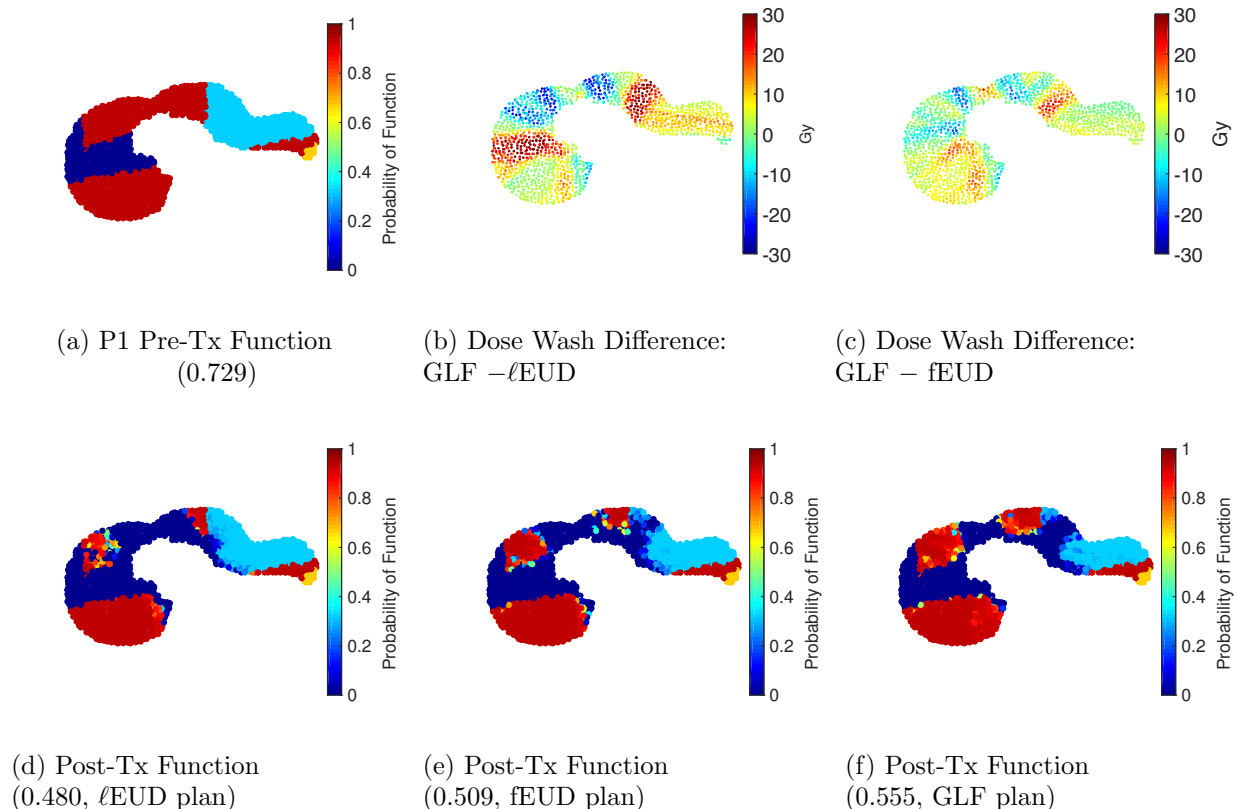 1
0.8
0.6
0.4
0.2
0
Probability of Function
30
20
10
0
-10
-20
-30
Gy
30
20
10
0
-10
-20
-30
Gy
(a) P1 Pre-Tx Function
(0.729)
(b) Dose Wash Difference:
GLF −ℓEUD
(c) Dose Wash Difference:
GLF − fEUD
1
0.8
0.6
0.4
0.2
0
Probability of Function
1
0.8
0.6
0.4
0.2
0
Probability of Function
1
0.8
0.6
0.4
0.2
0
Probability of Function
(d) Post-Tx Function
(0.480, ℓEUD plan)
(e) Post-Tx Function
(0.509, fEUD plan)
(f) Post-Tx Function
(0.555, GLF plan)